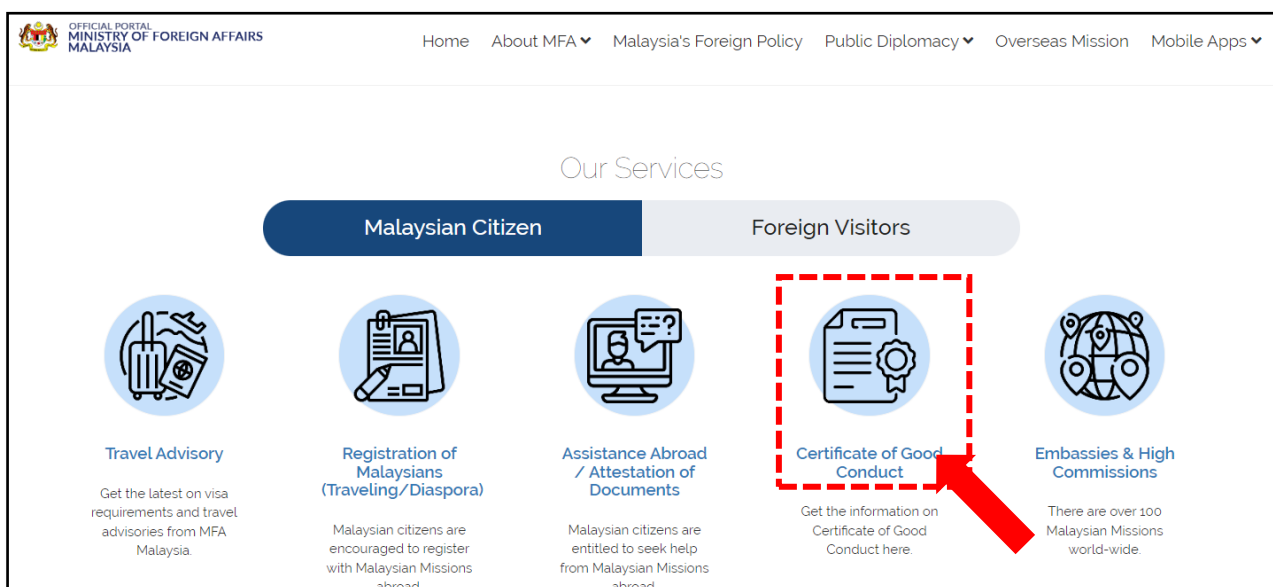 OFFICIAL PORTAL
MINISTRY OF FOREIGN AFFAIRS
MALAYSIA
Home About MFA Malaysia's Foreign Policy Public Diplomacy Overseas Mission Mobile Apps
Our Services
Malaysian Citizen Foreign Visitors
Travel Advisory
Get the latest on visa
requirements and travel
advisories from MFA
Malaysia.
Registration of
Malaysians
(Traveling/Diaspora)
Malaysian citizens are
encouraged to register
with Malaysian Missions
abroad
Assistance Abroad
/ Attestation of
Documents
Malaysian citizens are
entitled to seek help
from Malaysian Missions
abroad
Certificate of Good
Conduct
Get the information on
Certificate of Good
Conduct here.
Embassies & High
Commissions
There are over 100
Malaysian Missions
world-wide.